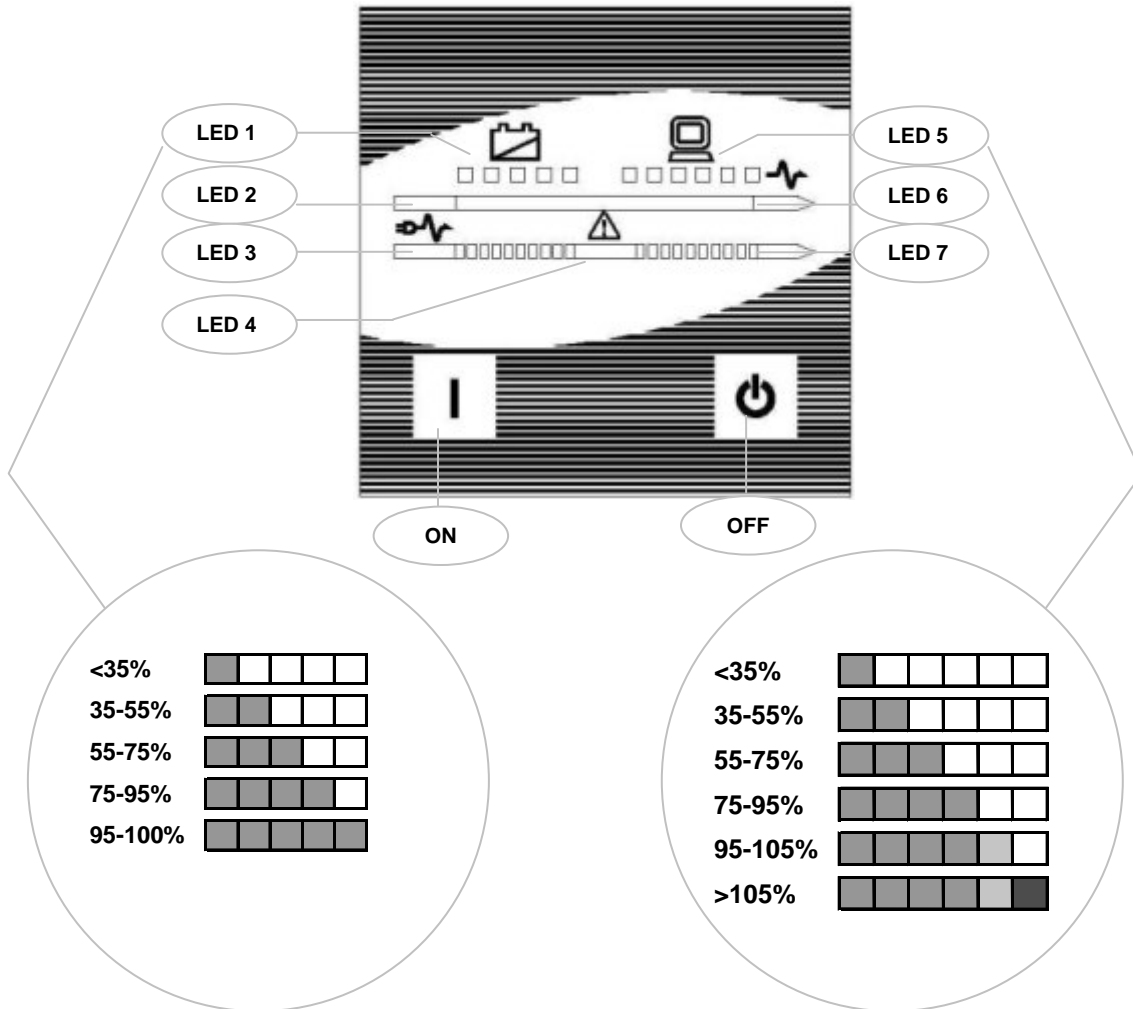 LED 1
LED 5
LED 2
LED 6
LED 3
LED 7
LED 4
ON
OFF
<35%
35-55%
55-75%
75-95%
95-100%
<35%
35-55%
55-75%
75-95%
95-105%
>105%